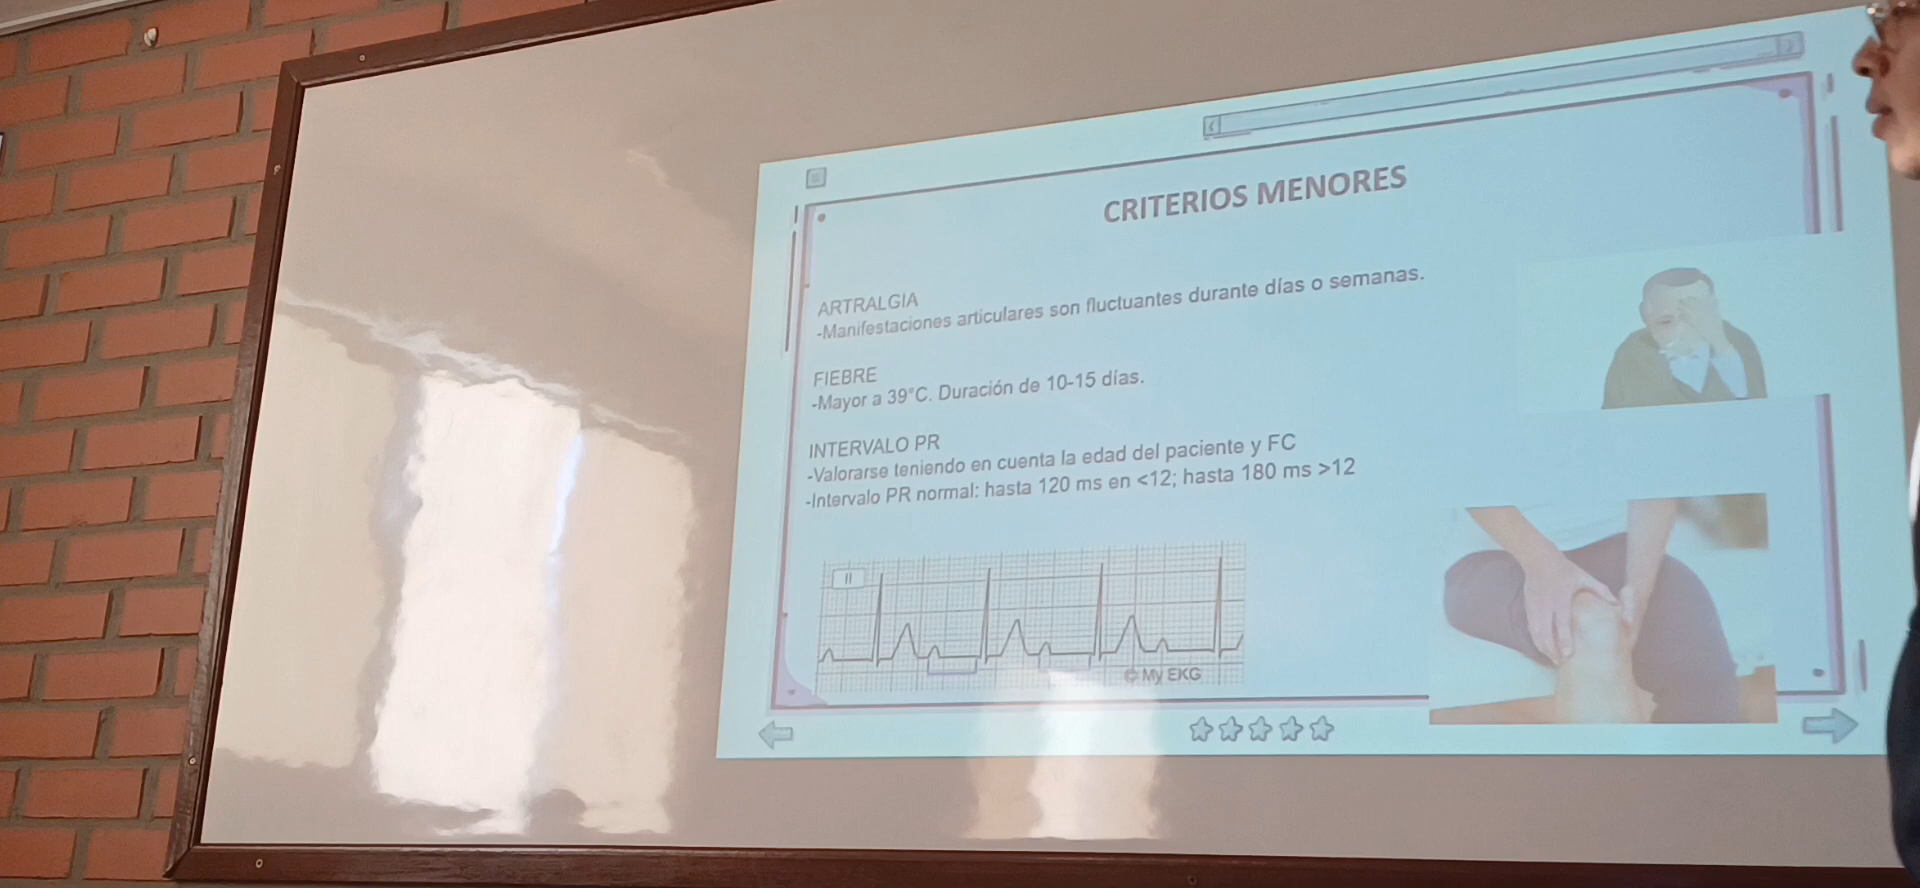 CRITERIOS MENORES
ARTRALGIA
-Manifestaciones articulares son fluctuantes durante días o semanas.
FIEBRE
-Mayor a 39°C. Duración de 10-15 días.
INTERVALO PR
-Valorarse teniendo en cuenta la edad del paciente y FC
-Intervalo PR normal: hasta 120 ms en <12; hasta 180 ms >12
II
© My EKG